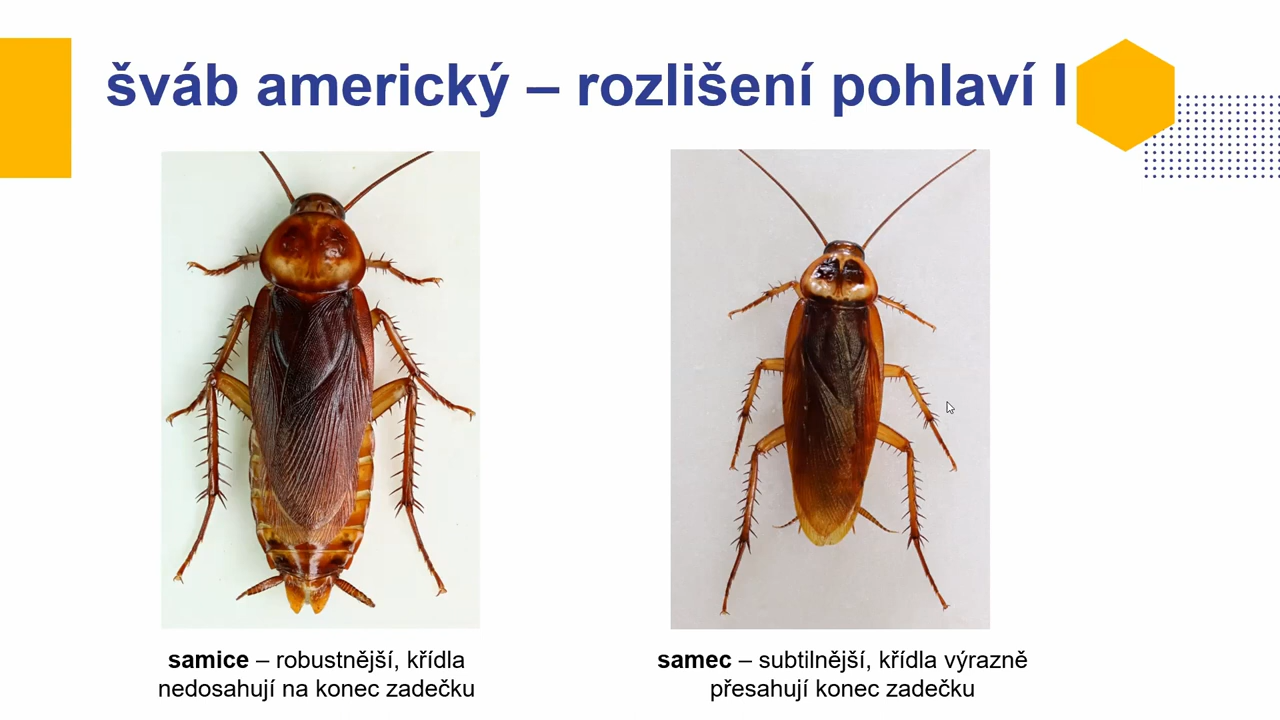 šváb americký – rozlišení pohlaví I
samice – robustnější, křídla
nedosahují na konec zadečku
samec – subtilnější, křídla výrazně
přesahují konec zadečku